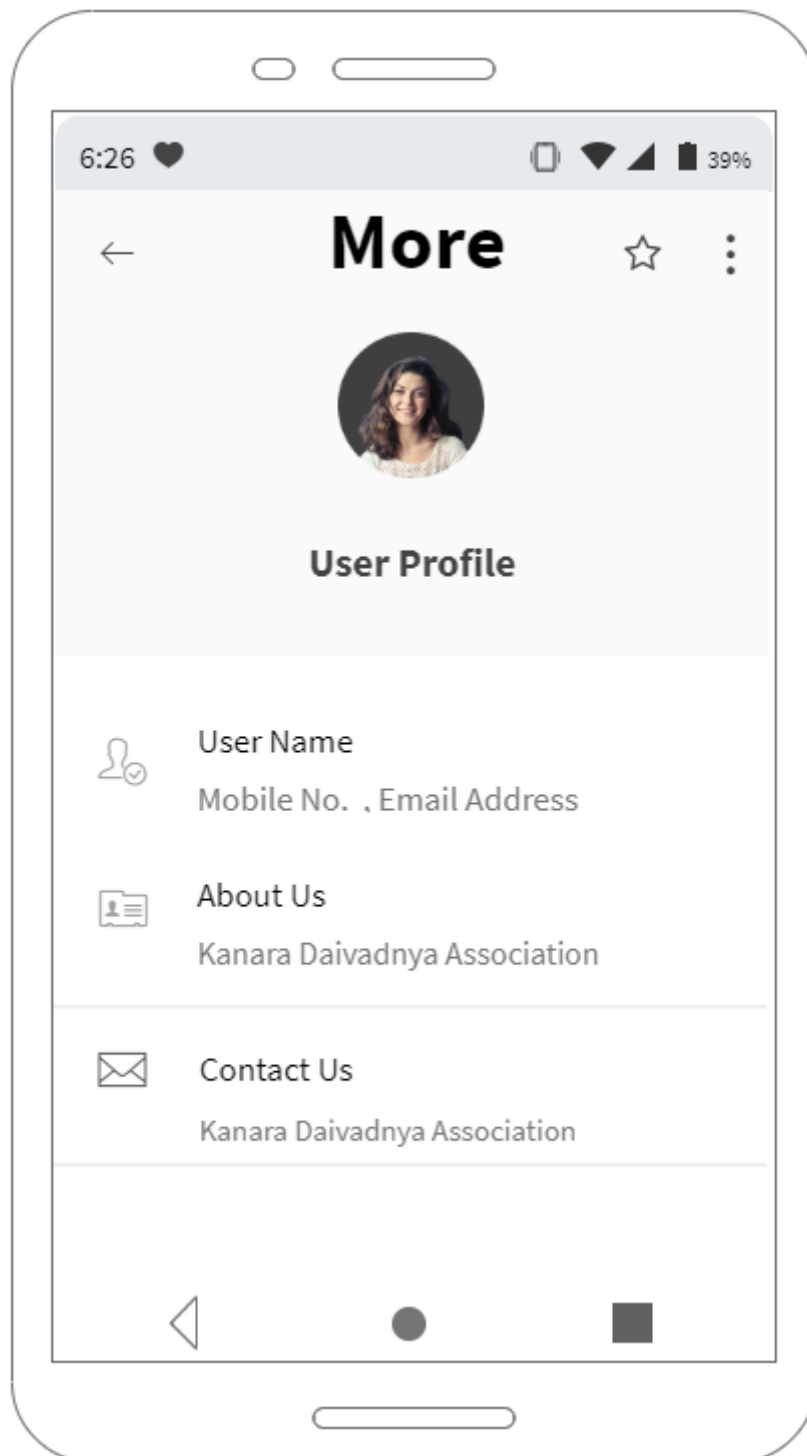 6:26
39%
More
User Profile
User Name
Mobile No. , Email Address
About Us
Kanara Daivadnya Association
Contact Us
Kanara Daivadnya Association